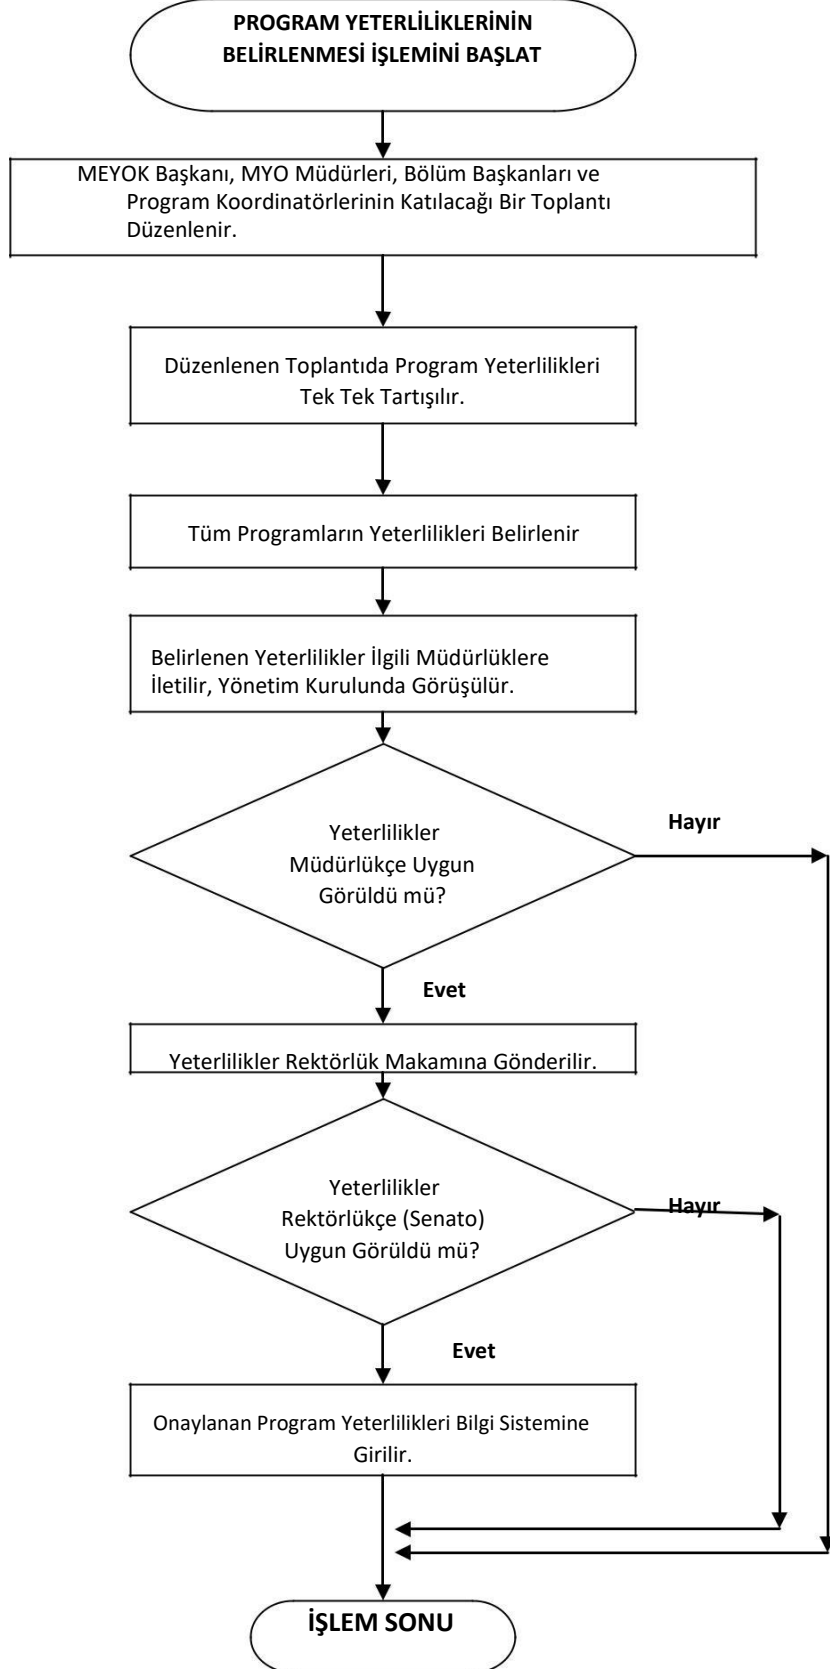 PROGRAM YETERLİLİKLERİNİN
BELİRLENMESİ İŞLEMİNİ BAŞLAT
MEYOK Başkanı, MYO Müdürleri, Bölüm Başkanları ve
Program Koordinatörlerinin Katılacağı Bir Toplantı
Düzenlenir.
Düzenlenen Toplantıda Program Yeterlilikleri
Tek Tek Tartışılır.
Tüm Programların Yeterlilikleri Belirlenir
Belirlenen Yeterlilikler İlgili Müdürlüklere
İletilir, Yönetim Kurulunda Görüşülür.
Yeterlilikler
Müdürlükçe Uygun
Görüldü mü?
Hayır
Evet
Yeterlilikler Rektörlük Makamına Gönderilir.
Yeterlilikler
Rektörlükçe (Senato)
Uygun Görüldü mü?
Hayır
Evet
Onaylanan Program Yeterlilikleri Bilgi Sistemine
Girilir.
İŞLEM SONU